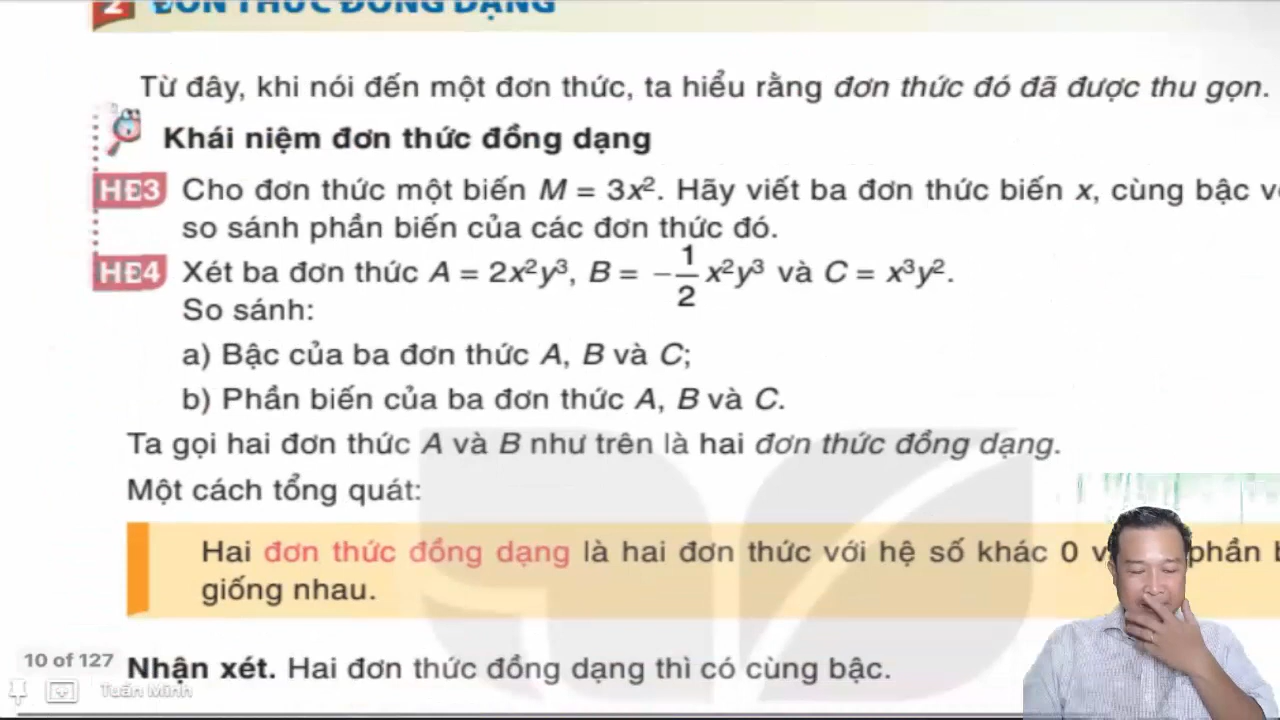 2 ĐƠN THỨC ĐỒNG DẠNG
Từ đây, khi nói đến một đơn thức, ta hiểu rằng đơn thức đó đã được thu gọn.
Khái niệm đơn thức đồng dạng
HĐ3 Cho đơn thức một biến M = 3x². Hãy viết ba đơn thức biến x, cùng bậc
so sánh phần biến của các đơn thức đó.
HĐ4 Xét ba đơn thức A = 2x²y³, B = −1/2 x²y³ và C = x³y².
So sánh:
a) Bậc của ba đơn thức A, B và C;
b) Phần biến của ba đơn thức A, B và C.
Ta gọi hai đơn thức A và B như trên là hai đơn thức đồng dạng.
Một cách tổng quát:
Hai đơn thức đồng dạng là hai đơn thức với hệ số khác 0 phần
giống nhau.
Nhận xét. Hai đơn thức đồng dạng thì có cùng bậc.
10 of 127
Tuấn Minh